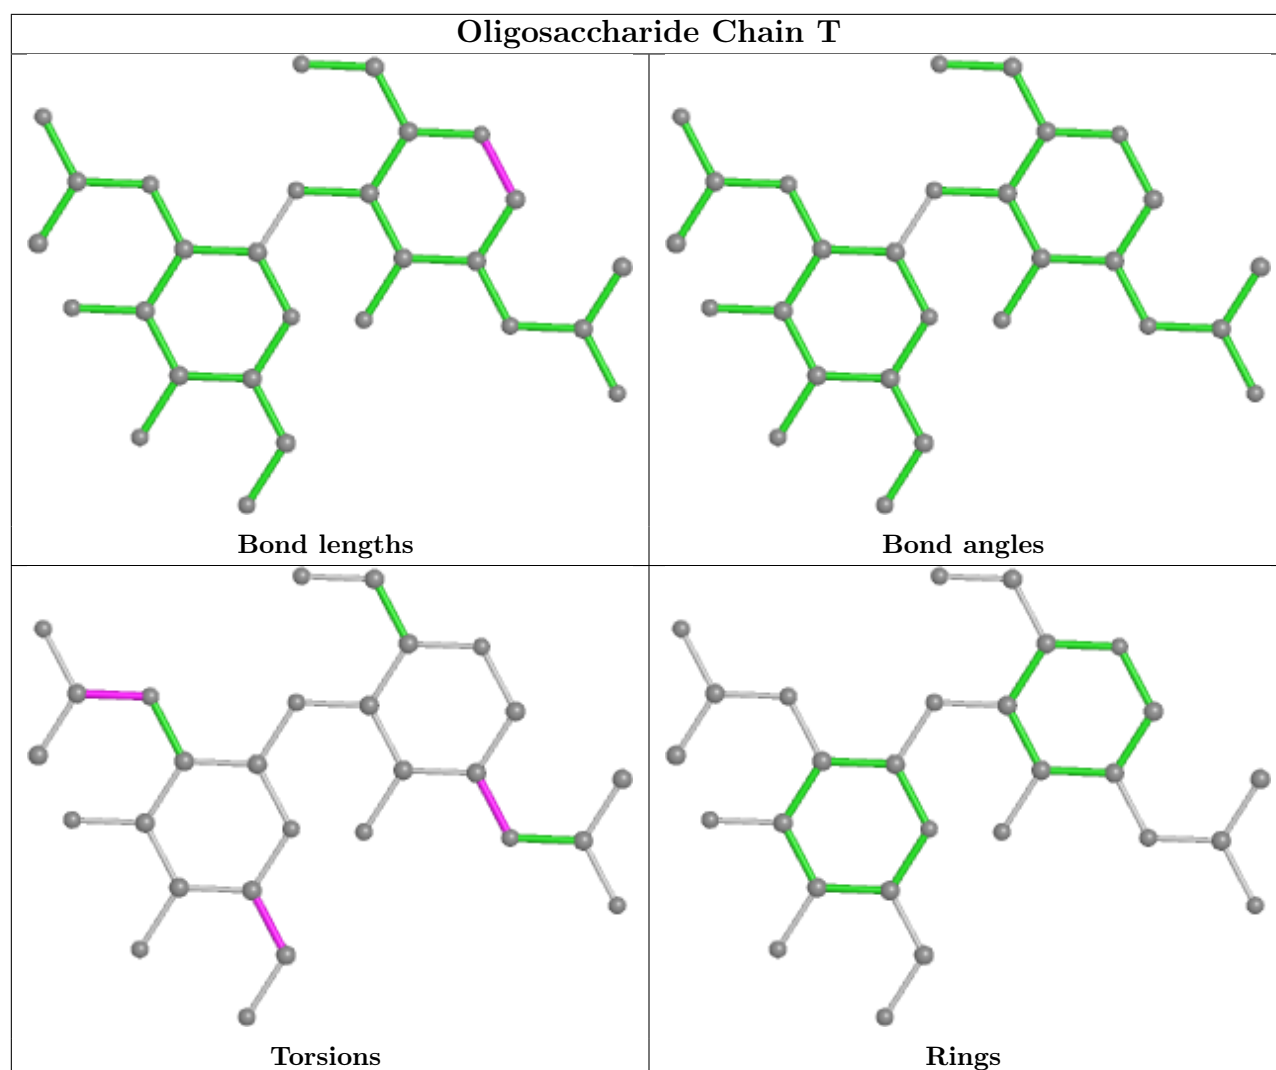 Oligosaccharide Chain T
Bond lengths
Bond angles
Torsions
Rings